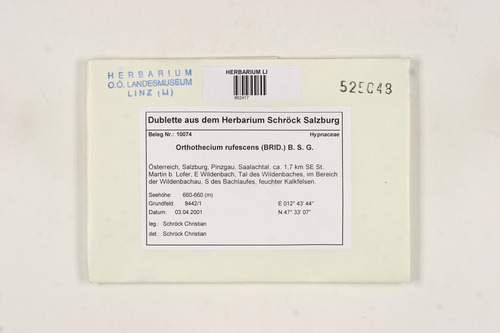 HERBARIUM
O.Ö. LANDESMUSEUM
LINZ (LI)
HERBARIUM LI
862417
525648
Dublette aus dem Herbarium Schröck Salzburg
Beleg Nr.: 10074 Hypnaceae
Orthothecium rufescens (BRID.) B. S. G.
Österreich, Salzburg, Pinzgau, Saalachtal, ca. 1,7 km SE St.
Martin b. Lofer, E Wildenbach, Tal des Wildenbaches, im Bereich
der Wildenbachau, S des Bachlaufes, feuchter Kalkfelsen.
Seehöhe: 660-660 (m)
Grundfeld: 8442/1 E 012° 43' 44"
Datum: 03.04.2001 N 47° 33' 07"
leg.: Schröck Christian
det.: Schröck Christian